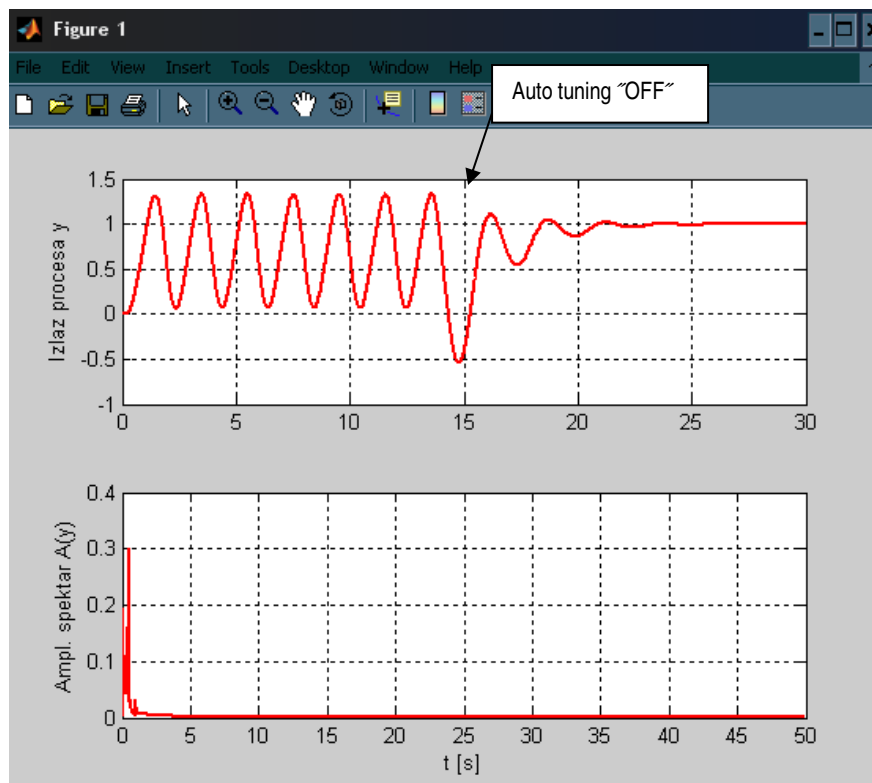 Figure 1
File Edit View Insert Tools Desktop Window Help
Auto tuning ˝OFF˝
1.5
1
0.5
0
-0.5
-1
Izlaz procesa y
0 5 10 15 20 25 30
0.4
0.3
0.2
0.1
0
Ampl. spektar A(y)
0 5 10 15 20 25 30 35 40 45 50
t [s]